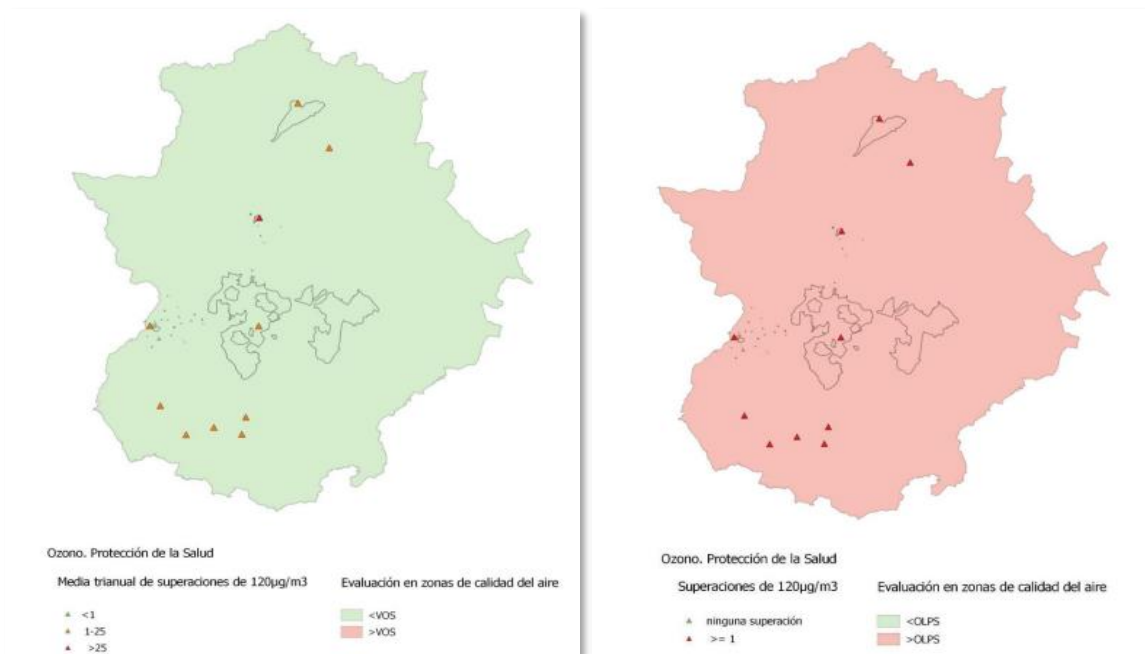 Ozono. Protección de la Salud
Media trianual de superaciones de 120µg/m3
Evaluación en zonas de calidad del aire
<1
1-25
>25
<VOS
>VOS
Ozono. Protección de la Salud
Superaciones de 120µg/m3
Evaluación en zonas de calidad del aire
ninguna superación
>= 1
<OLPS
>OLPS